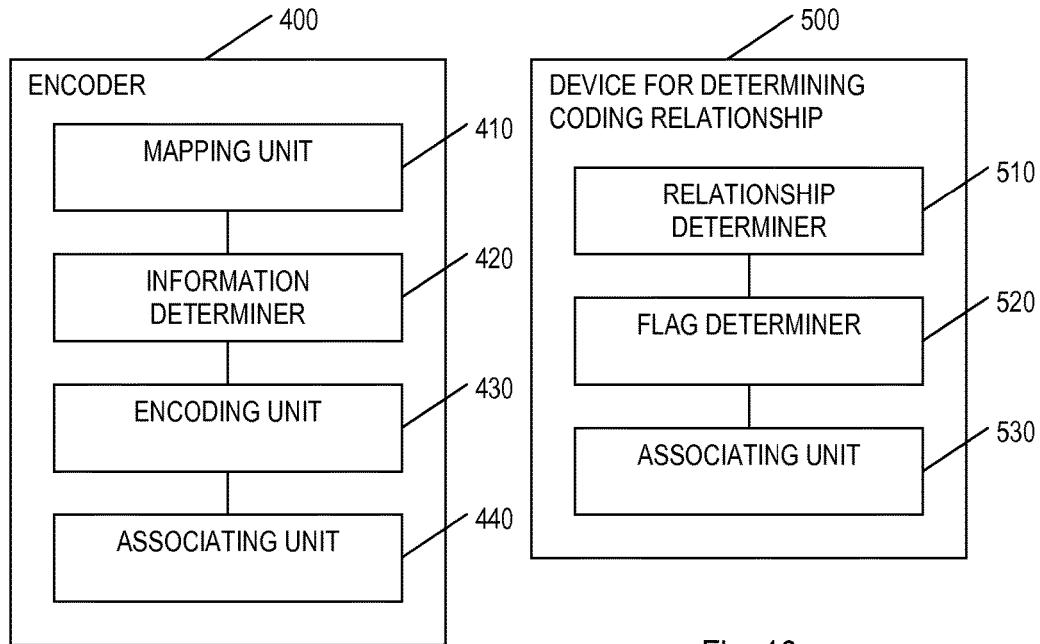 400
ENCODER
MAPPING UNIT
410
INFORMATION
DETERMINER
420
ENCODING UNIT
430
ASSOCIATING UNIT
440
500
DEVICE FOR DETERMINING
CODING RELATIONSHIP
RELATIONSHIP
DETERMINER
510
FLAG DETERMINER
520
ASSOCIATING UNIT
530